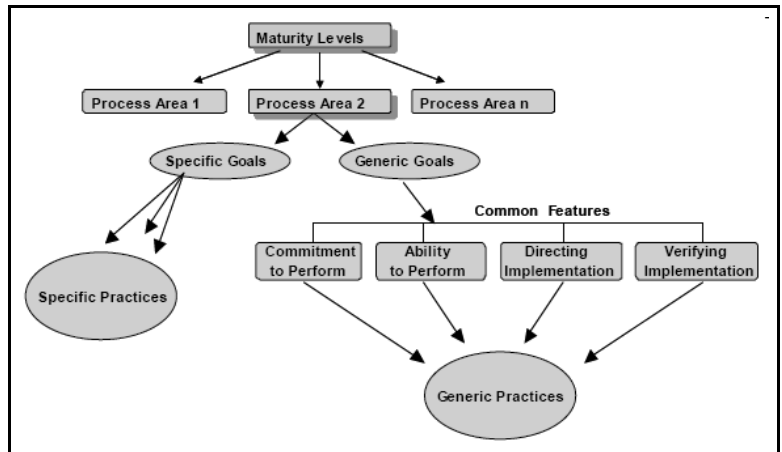 Maturity Levels
Process Area 1
Process Area 2
Process Area n
Specific Goals
Generic Goals
Common Features
Commitment
to Perform
Ability
to Perform
Directing
Implementation
Verifying
Implementation
Specific Practices
Generic Practices